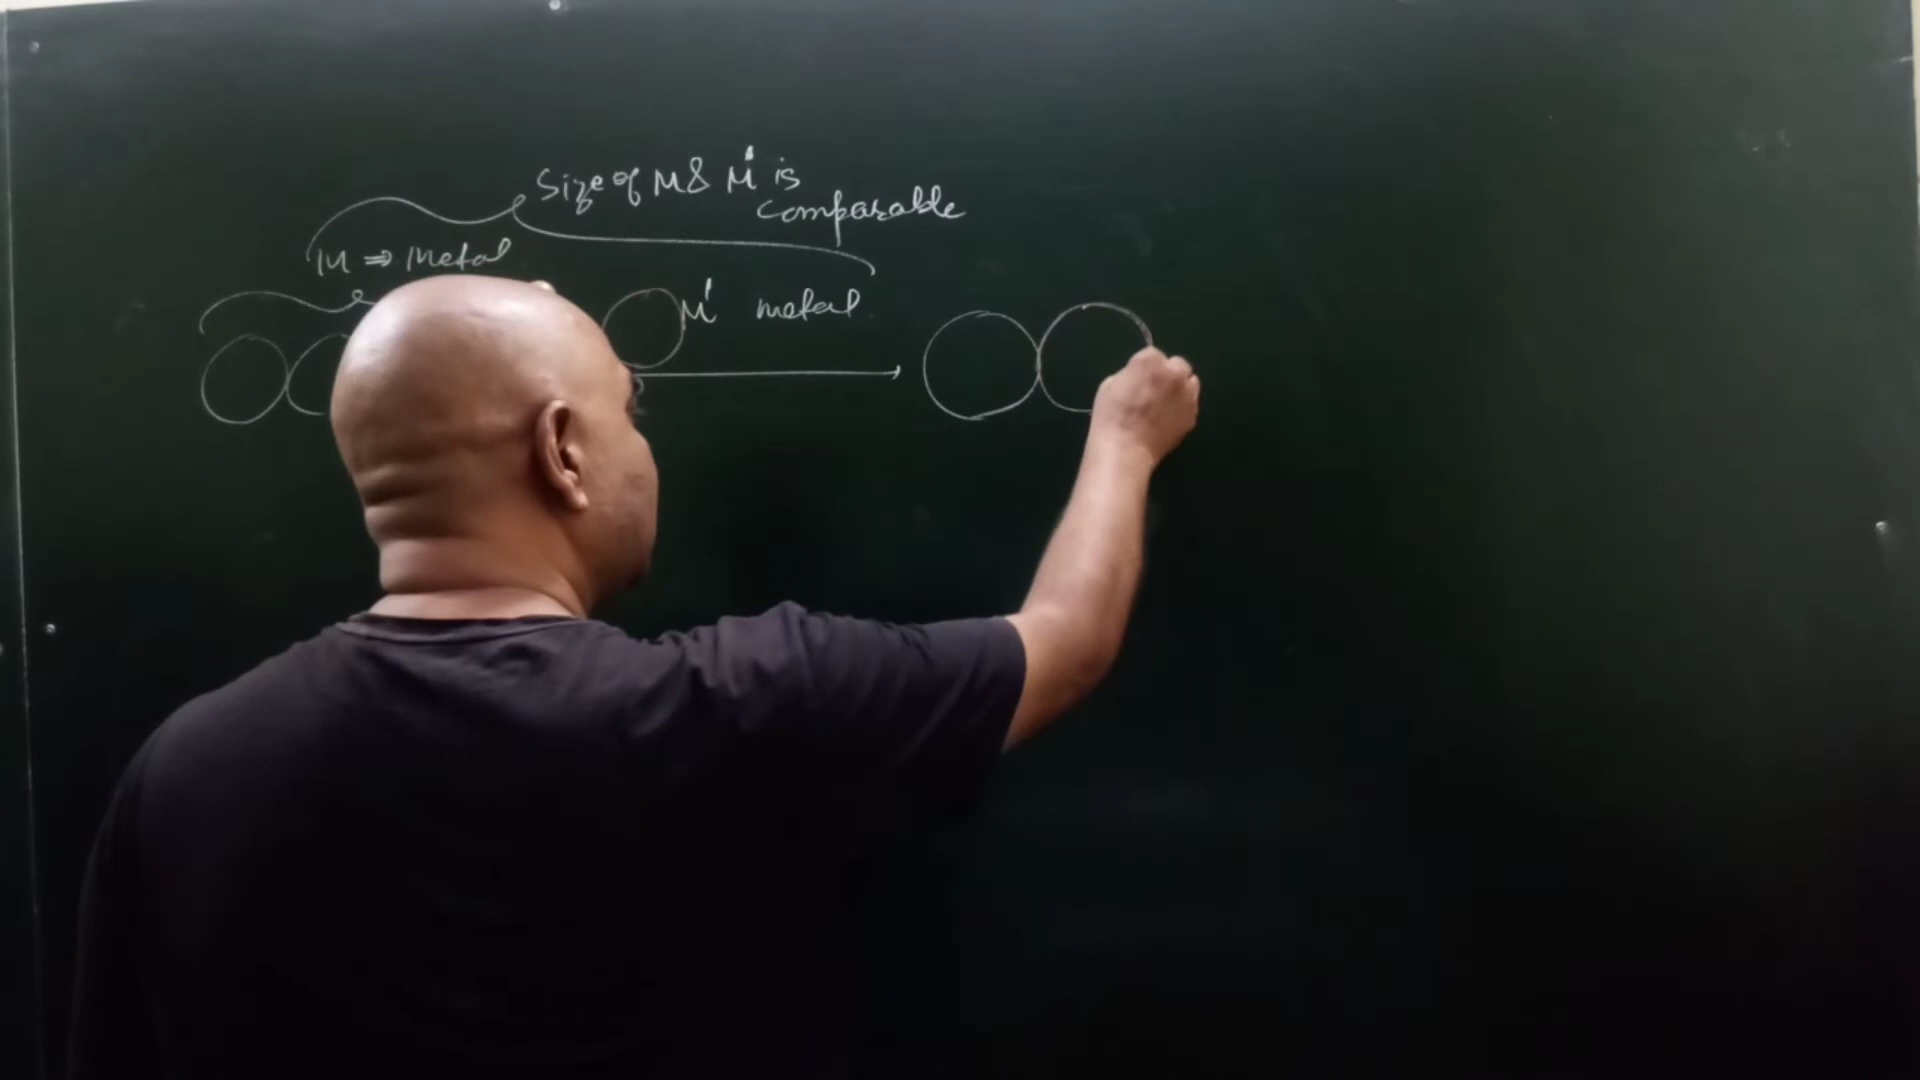 Size of M & M' is
comparable
M ⇒ Metal
M' metal